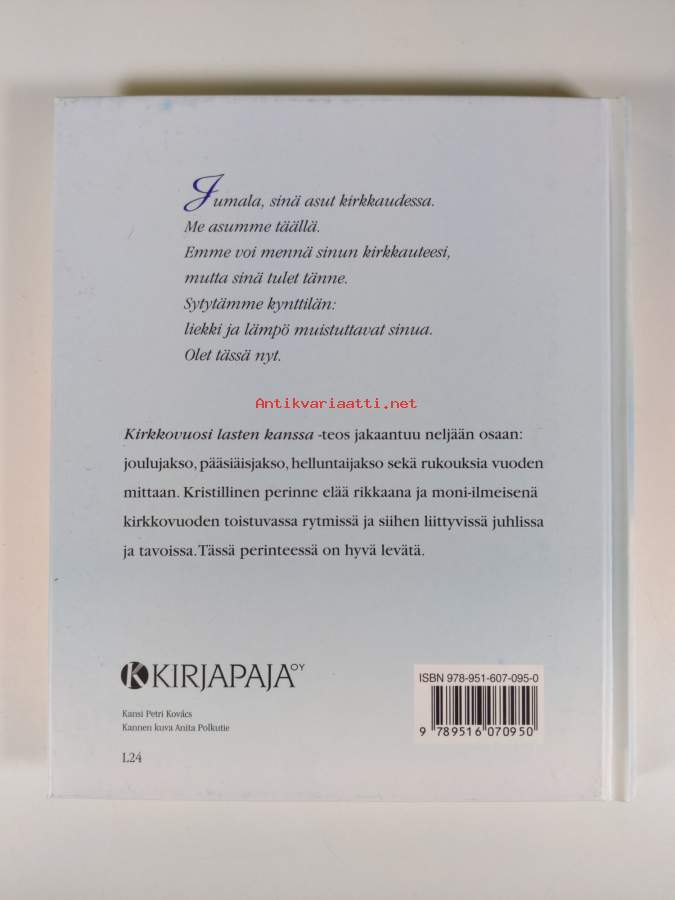 Jumala, sinä asut kirkkaudessa.
Me asumme täällä.
Emme voi mennä sinun kirkkauteesi,
mutta sinä tulet tänne.
Sytytämme kynttilän:
liekki ja lämpö muistuttavat sinua.
Olet tässä nyt.
Antikvariaatti.net
Kirkkovuosi lasten kanssa -teos jakaantuu neljään osaan:
joulujakso, pääsiäisjakso, helluntaijakso sekä rukouksia vuoden
mittaan. Kristillinen perinne elää rikkaana ja moni-ilmeisenä
kirkkovuoden toistuvassa rytmissä ja siihen liittyvissä juhlissa
ja tavoissa. Tässä perinteessä on hyvä levätä.
K KIRJAPAJA OY
ISBN 978-951-607-095-0
9 789516 070950
Kansi Petri Kovács
Kannen kuva Anita Polkutie
L24